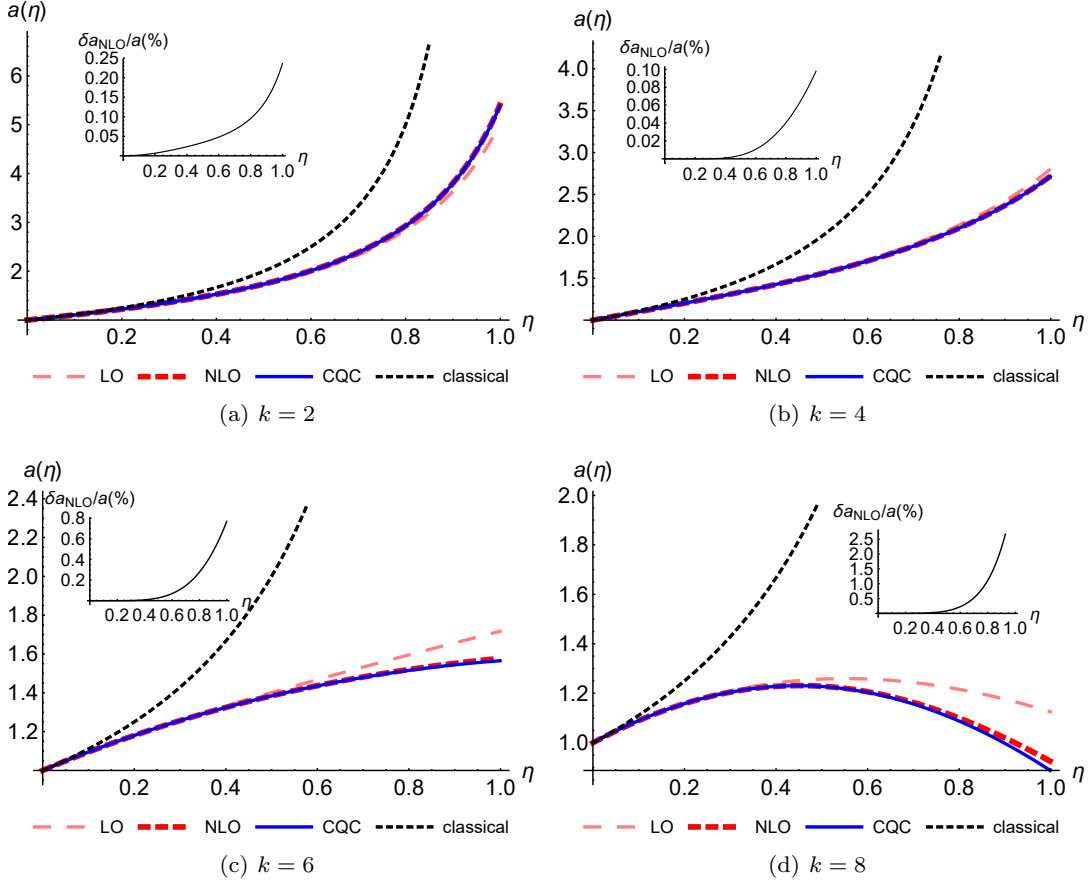 a(η)
δa_NLO/a(%)
0.25
0.20
0.15
0.10
0.05
0.2 0.4 0.6 0.8 1.0
η
6
5
4
3
2
0.2 0.4 0.6 0.8 1.0
η
LO NLO CQC classical
(a) k = 2
a(η)
δa_NLO/a(%)
0.10
0.08
0.06
0.04
0.02
0.2 0.4 0.6 0.8 1.0
η
4.0
3.5
3.0
2.5
2.0
1.5
0.2 0.4 0.6 0.8 1.0
η
LO NLO CQC classical
(b) k = 4
a(η)
δa_NLO/a(%)
0.8
0.6
0.4
0.2
0.2 0.4 0.6 0.8 1.0
η
2.4
2.2
2.0
1.8
1.6
1.4
1.2
0.2 0.4 0.6 0.8 1.0
η
LO NLO CQC classical
(c) k = 6
a(η)
δa_NLO/a(%)
2.5
2.0
1.5
1.0
0.5
0.2 0.4 0.6 0.8 1.0
η
2.0
1.8
1.6
1.4
1.2
1.0
0.2 0.4 0.6 0.8 1.0
η
LO NLO CQC classical
(d) k = 8